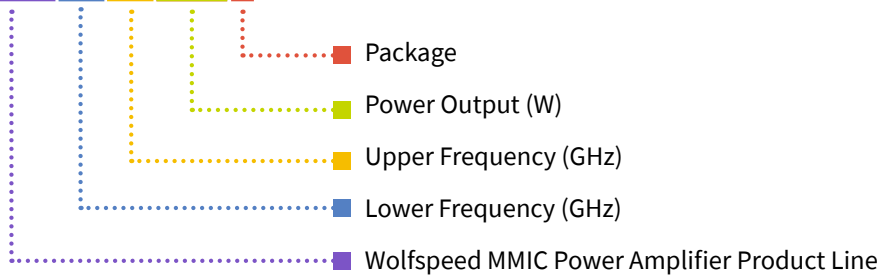 Package
Power Output (W)
Upper Frequency (GHz)
Lower Frequency (GHz)
Wolfspeed MMIC Power Amplifier Product Line